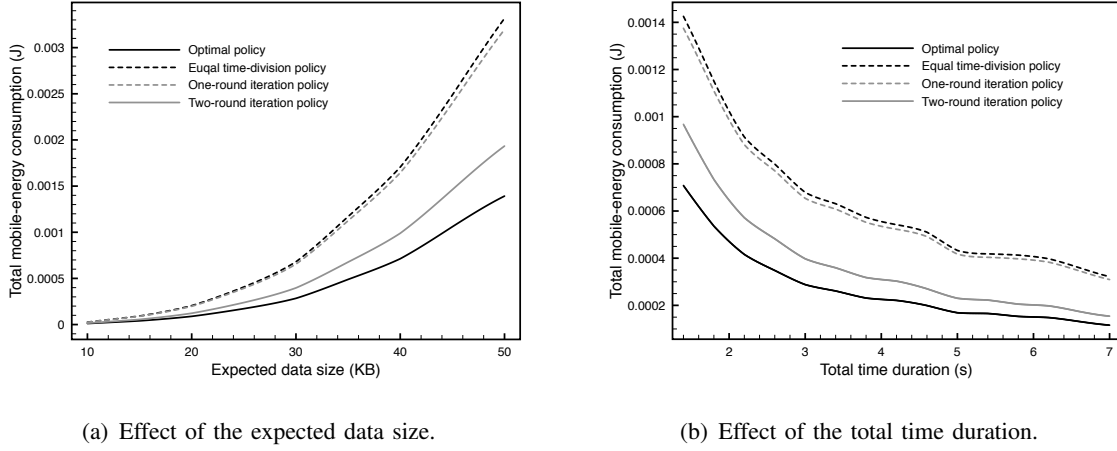 Total mobile-energy consumption (J)
0.003
0.0025
0.002
0.0015
0.001
0.0005
0
Optimal policy
Euqal time-division policy
One-round iteration policy
Two-round iteration policy
10 20 30 40 50
Expected data size (KB)
(a) Effect of the expected data size.
Total mobile-energy consumption (J)
0.0014
0.0012
0.001
0.0008
0.0006
0.0004
0.0002
Optimal policy
Equal time-division policy
One-round iteration policy
Two-round iteration policy
2 3 4 5 6 7
Total time duration (s)
(b) Effect of the total time duration.